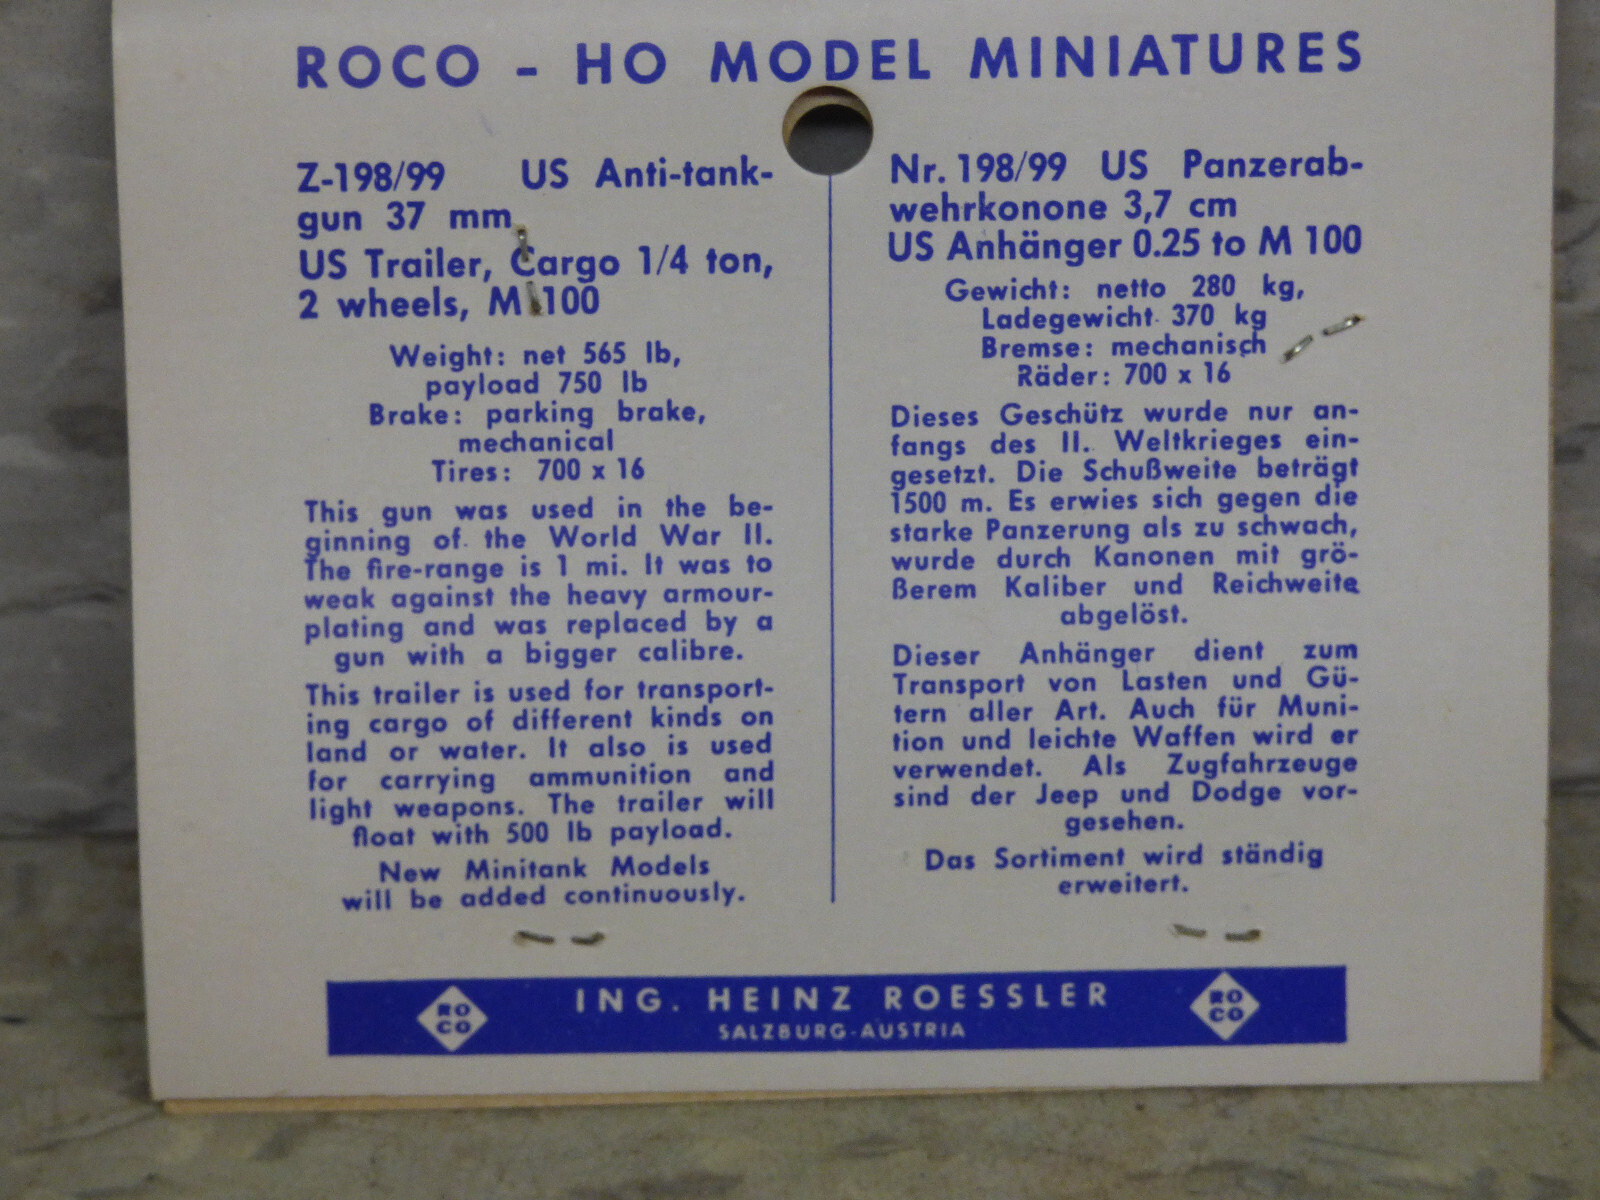 ROCO - HO MODEL MINIATURES
Z-198/99 US Anti-tank-
gun 37 mm
US Trailer, Cargo 1/4 ton,
2 wheels, M 100
Weight: net 565 lb,
payload 750 lb
Brake: parking brake,
mechanical
Tires: 700 x 16
This gun was used in the be-
ginning of the World War II.
The fire-range is 1 mi. It was to
weak against the heavy armour-
plating and was replaced by a
gun with a bigger calibre.
This trailer is used for transport-
ing cargo of different kinds on
land or water. It also is used
for carrying ammunition and
light weapons. The trailer will
float with 500 lb payload.
New Minitank Models
will be added continuously.
Nr. 198/99 US Panzerab-
wehrkonone 3,7 cm
US Anhänger 0.25 to M 100
Gewicht: netto 280 kg,
Ladegewicht 370 kg
Bremse: mechanisch
Räder: 700 x 16
Dieses Geschütz wurde nur an-
fangs des II. Weltkrieges ein-
gesetzt. Die Schußweite beträgt
1500 m. Es erwies sich gegen die
starke Panzerung als zu schwach,
wurde durch Kanonen mit grö-
ßerem Kaliber und Reichweite
abgelöst.
Dieser Anhänger dient zum
Transport von Lasten und Gü-
tern aller Art. Auch für Muni-
tion und leichte Waffen wird er
verwendet. Als Zugfahrzeuge
sind der Jeep und Dodge vor-
gesehen.
Das Sortiment wird ständig
erweitert.
RO
CO
ING. HEINZ ROESSLER
SALZBURG-AUSTRIA
RO
CO